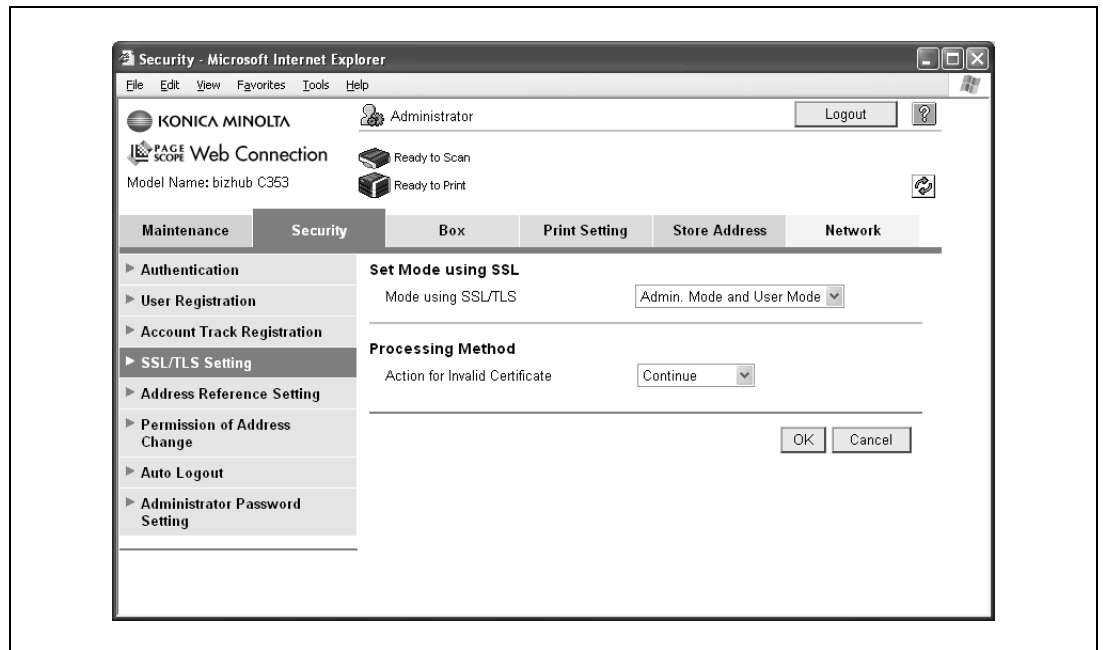 Security - Microsoft Internet Explorer
File Edit View Favorites Tools Help
KONICA MINOLTA
Administrator
Logout
?
PAGE SCOPE Web Connection
Ready to Scan
Model Name: bizhub C353
Ready to Print
Maintenance Security Box Print Setting Store Address Network
Authentication
User Registration
Account Track Registration
SSL/TLS Setting
Address Reference Setting
Permission of Address
Change
Auto Logout
Administrator Password
Setting
Set Mode using SSL
Mode using SSL/TLS Admin. Mode and User Mode
Processing Method
Action for Invalid Certificate Continue
OK Cancel